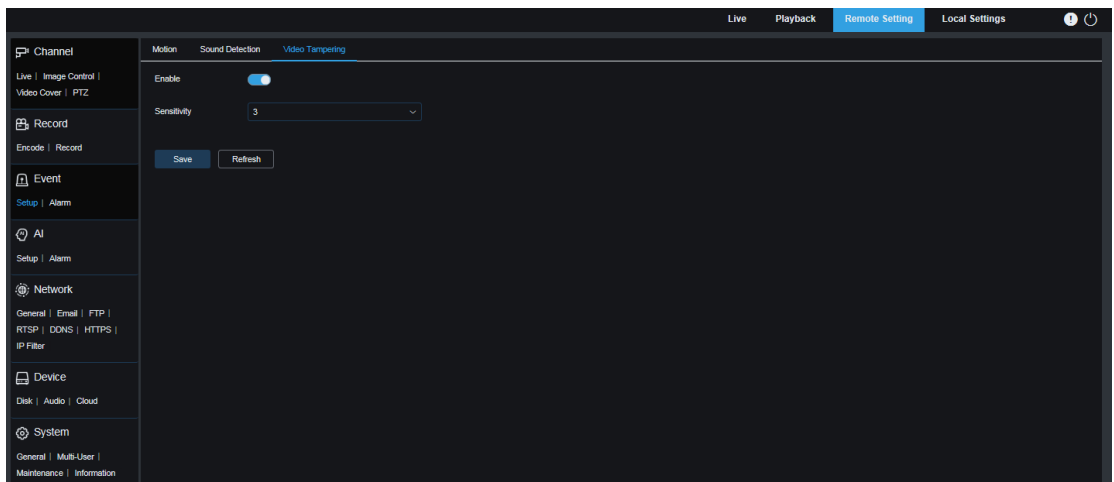 Live Playback Remote Setting Local Settings
Channel
Live | Image Control |
Video Cover | PTZ
Record
Encode | Record
Event
Setup | Alarm
AI
Setup | Alarm
Network
General | Email | FTP |
RTSP | DDNS | HTTPS |
IP Filter
Device
Disk | Audio | Cloud
System
General | Multi-User |
Maintenance | Information
Motion Sound Detection Video Tampering
Enable
Sensitivity 3
Save Refresh